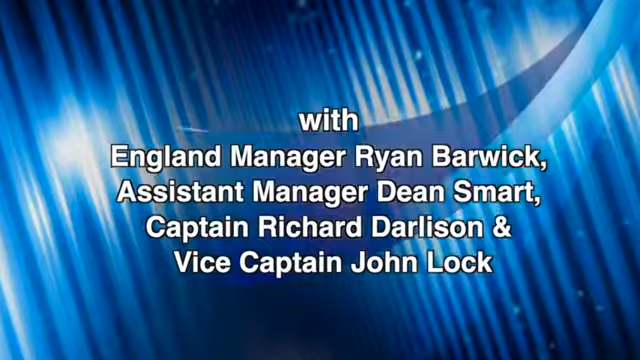 with
England Manager Ryan Barwick,
Assistant Manager Dean Smart,
Captain Richard Darlison &
Vice Captain John Lock